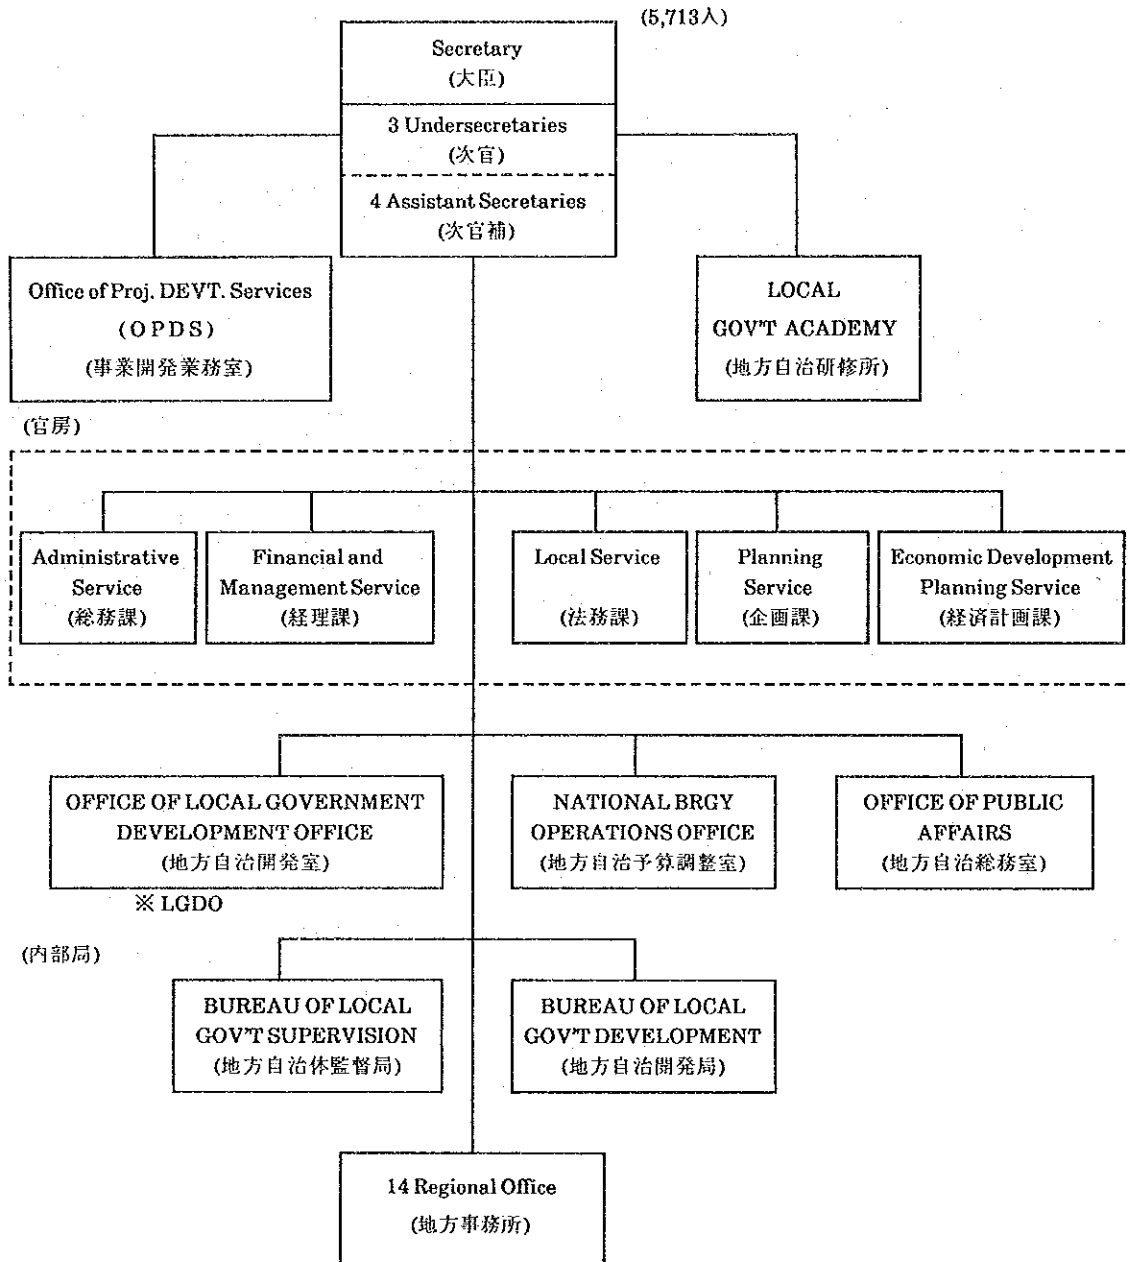 (5,713人)
Secretary
(大臣)
3 Undersecretaries
(次官)
4 Assistant Secretaries
(次官補)
Office of Proj. DEVT. Services
(OPDS)
(事業開発業務室)
LOCAL
GOV'T ACADEMY
(地方自治研修所)
(官房)
Administrative
Service
(総務課)
Financial and
Management Service
(経理課)
Local Service
(法務課)
Planning
Service
(企画課)
Economic Development
Planning Service
(経済計画課)
OFFICE OF LOCAL GOVERNMENT
DEVELOPMENT OFFICE
(地方自治開発室)
※ LGDO
NATIONAL BRGY
OPERATIONS OFFICE
(地方自治予算調整室)
OFFICE OF PUBLIC
AFFAIRS
(地方自治総務室)
(内部局)
BUREAU OF LOCAL
GOV'T SUPERVISION
(地方自治体監督局)
BUREAU OF LOCAL
GOV'T DEVELOPMENT
(地方自治開発局)
14 Regional Office
(地方事務所)